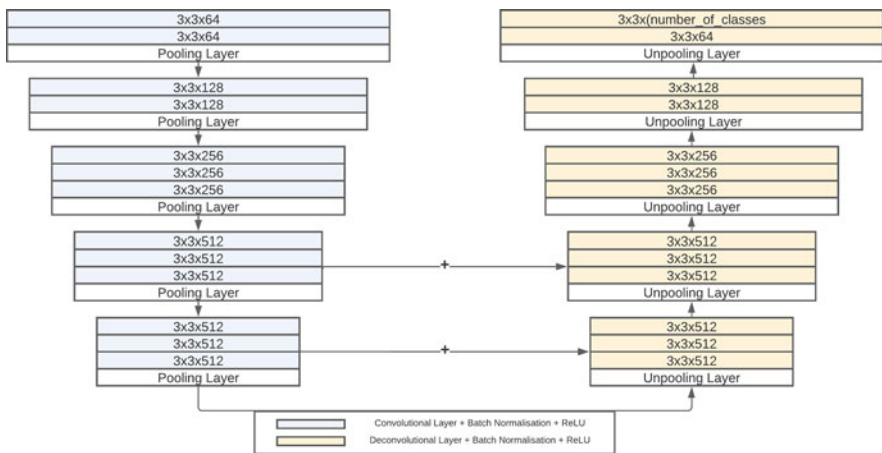 3x3x64
3x3x64
Pooling Layer
3x3x128
3x3x128
Pooling Layer
3x3x256
3x3x256
3x3x256
Pooling Layer
3x3x512
3x3x512
3x3x512
Pooling Layer
3x3x512
3x3x512
3x3x512
Pooling Layer
3x3x(number_of_classes
3x3x64
Unpooling Layer
3x3x128
3x3x128
Unpooling Layer
3x3x256
3x3x256
3x3x256
Unpooling Layer
3x3x512
3x3x512
3x3x512
Unpooling Layer
3x3x512
3x3x512
3x3x512
Unpooling Layer
+
+
Convolutional Layer + Batch Normalisation + ReLU
Deconvolutional Layer + Batch Normalisation + ReLU